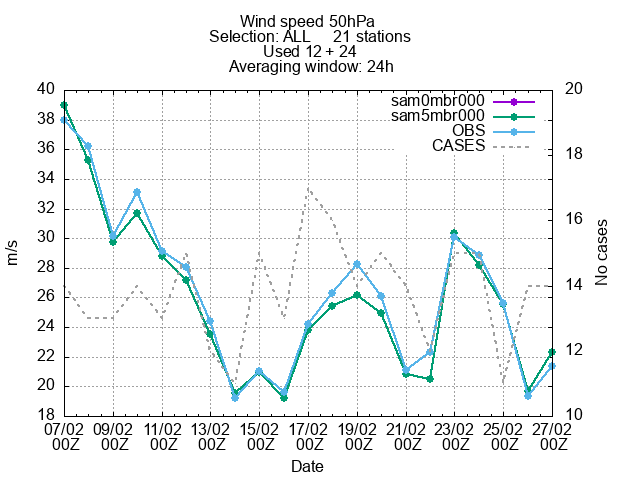 Wind speed 50hPa
Selection: ALL 21 stations
Used 12 + 24
Averaging window: 24h
sam0mbr000
sam5mbr000
OBS
CASES
40
38
36
34
32
30
28
26
24
22
20
18
m/s
20
18
16
14
12
10
No cases
07/02 09/02 11/02 13/02 15/02 17/02 19/02 21/02 23/02 25/02 27/02
00Z 00Z 00Z 00Z 00Z 00Z 00Z 00Z 00Z 00Z 00Z
Date